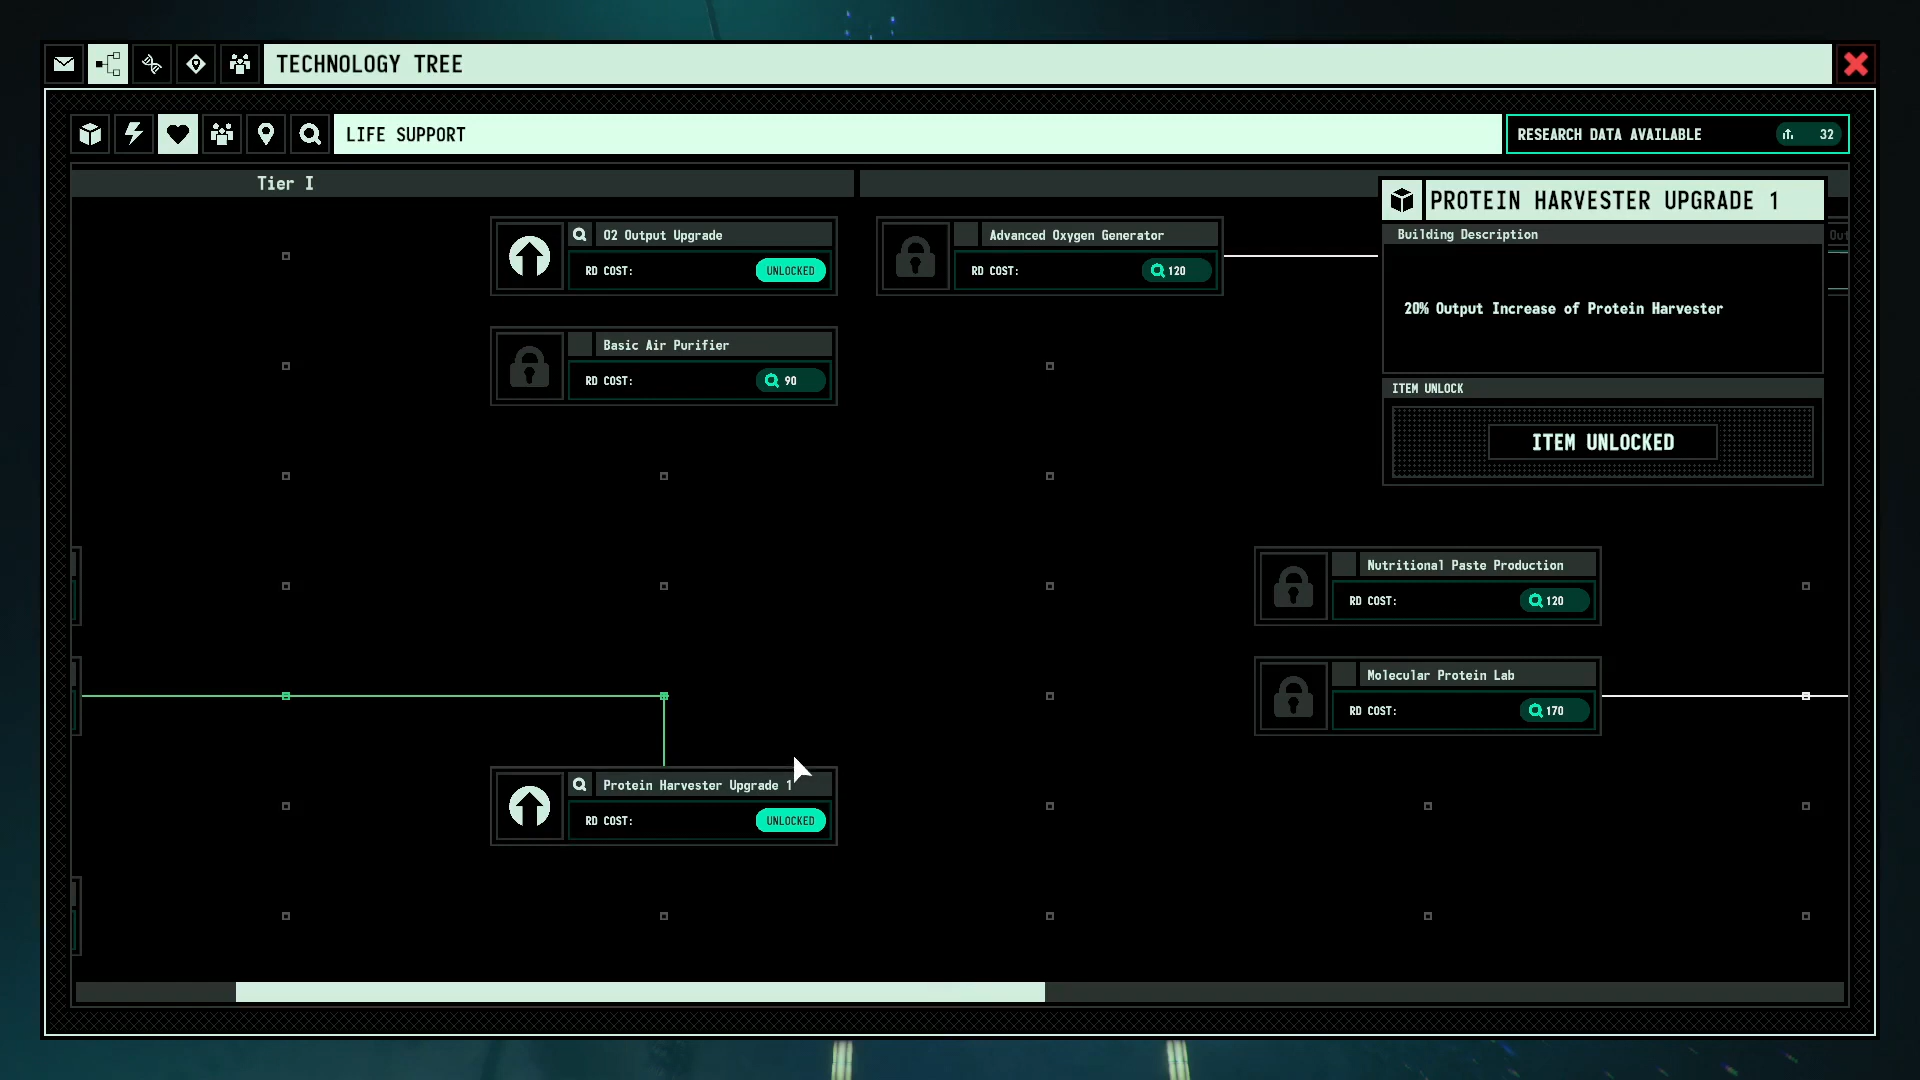 TECHNOLOGY TREE
LIFE SUPPORT
RESEARCH DATA AVAILABLE 32
Tier I
PROTEIN HARVESTER UPGRADE 1
Building Description
20% Output Increase of Protein Harvester
ITEM UNLOCK
ITEM UNLOCKED
O2 Output Upgrade
RD COST: UNLOCKED
Advanced Oxygen Generator
RD COST: 120
Out
Basic Air Purifier
RD COST: 90
Nutritional Paste Production
RD COST: 120
Molecular Protein Lab
RD COST: 170
Protein Harvester Upgrade 1
RD COST: UNLOCKED